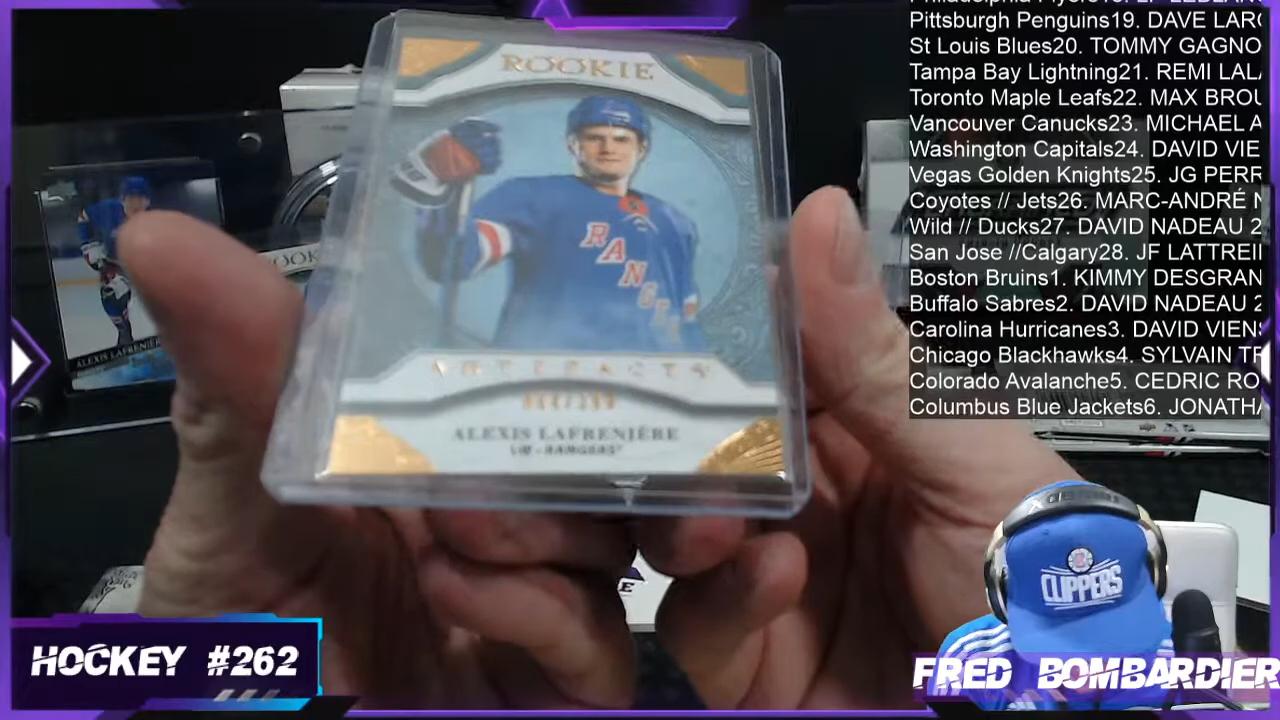 Pittsburgh Penguins19. DAVE LARO
St Louis Blues20. TOMMY GAGNO
Tampa Bay Lightning21. REMI LALA
Toronto Maple Leafs22. MAX BROU
Vancouver Canucks23. MICHAEL A
Washington Capitals24. DAVID VIE
Vegas Golden Knights25. JG PERR
Coyotes // Jets26. MARC-ANDRÉ N
Wild // Ducks27. DAVID NADEAU 2
San Jose //Calgary28. JF LATTREI
Boston Bruins1. KIMMY DESGRAN
Buffalo Sabres2. DAVID NADEAU 2
Carolina Hurricanes3. DAVID VIENS
Chicago Blackhawks4. SYLVAIN TR
Colorado Avalanche5. CEDRIC RO
Columbus Blue Jackets6. JONATHA
ROOKIE
RANGERS
ARTIFACTS
ALEXIS LAFRENIÈRE
LW - RANGERS
ALEXIS LAFRENIÈRE
CLIPPERS
HOCKEY #262
FRED BOMBARDIER